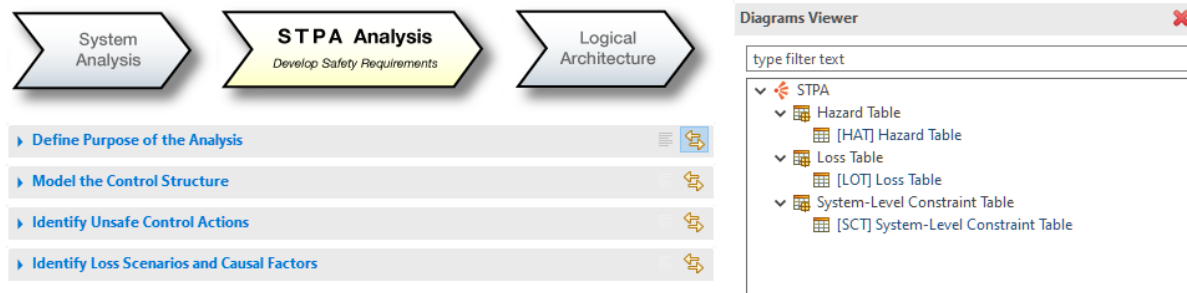 System
Analysis
STPA Analysis
Develop Safety Requirements
Logical
Architecture
Define Purpose of the Analysis
Model the Control Structure
Identify Unsafe Control Actions
Identify Loss Scenarios and Causal Factors
Diagrams Viewer
type filter text
STPA
Hazard Table
[HAT] Hazard Table
Loss Table
[LOT] Loss Table
System-Level Constraint Table
[SCT] System-Level Constraint Table